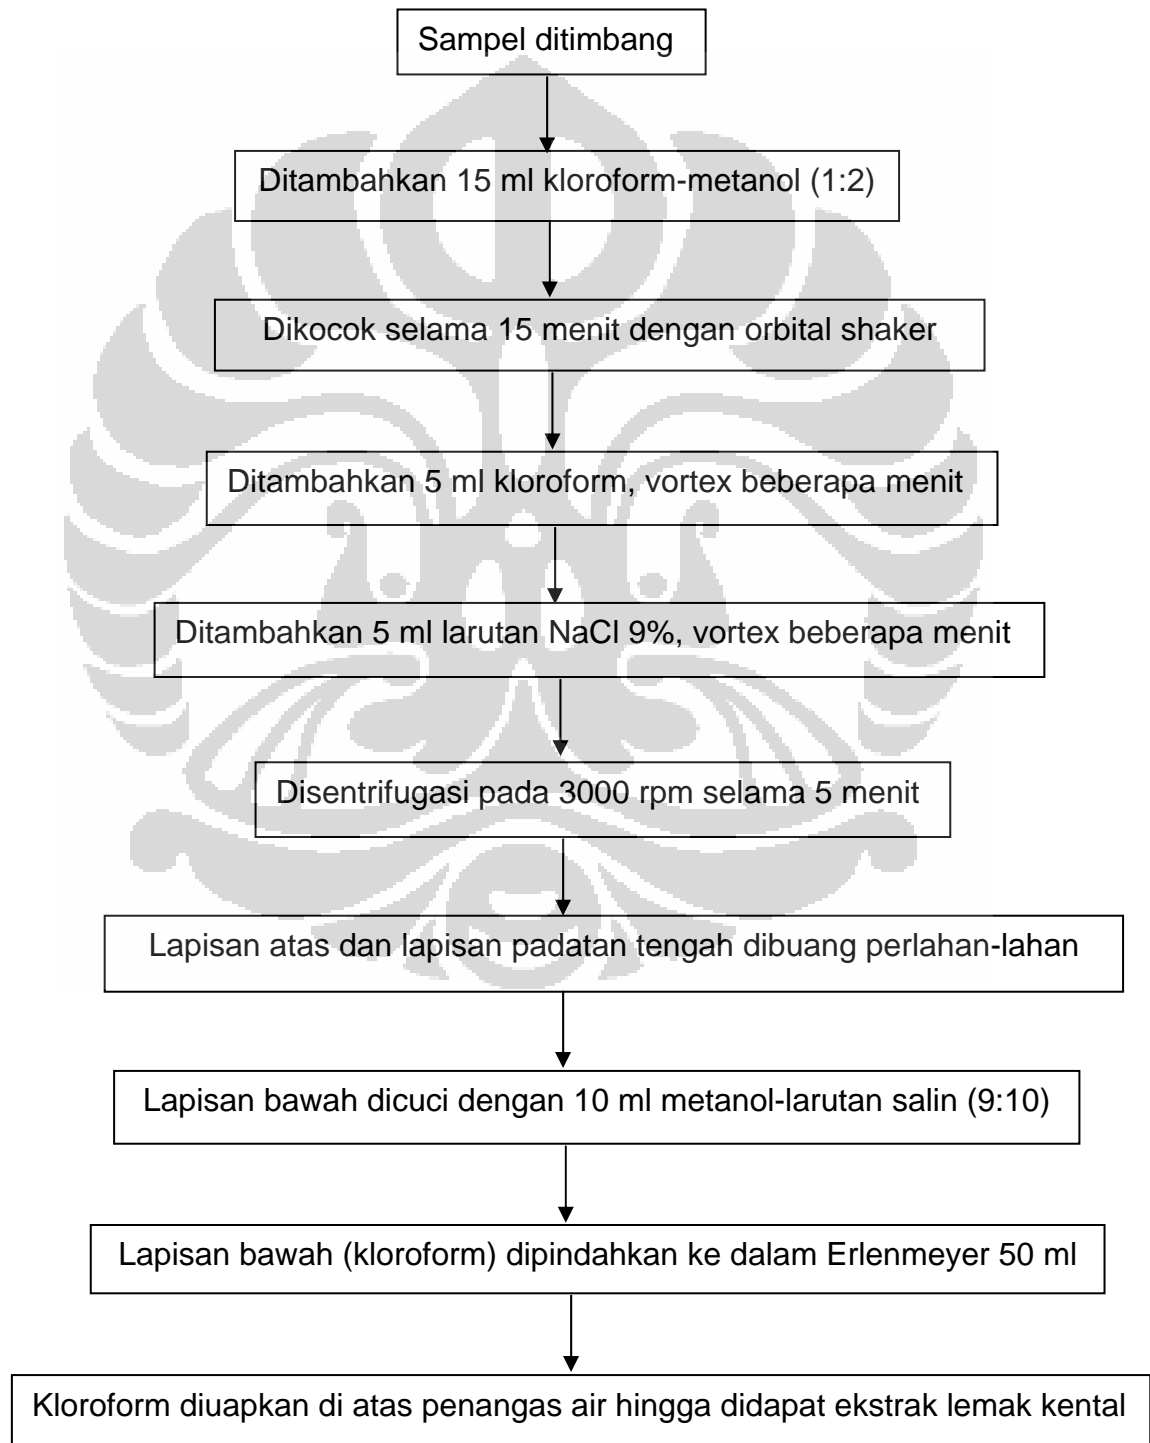 Sampel ditimbang
Ditambahkan 15 ml kloroform-metanol (1:2)
Dikocok selama 15 menit dengan orbital shaker
Ditambahkan 5 ml kloroform, vortex beberapa menit
Ditambahkan 5 ml larutan NaCl 9%, vortex beberapa menit
Disentrifugasi pada 3000 rpm selama 5 menit
Lapisan atas dan lapisan padatan tengah dibuang perlahan-lahan
Lapisan bawah dicuci dengan 10 ml metanol-larutan salin (9:10)
Lapisan bawah (kloroform) dipindahkan ke dalam Erlenmeyer 50 ml
Kloroform diuapkan di atas penangas air hingga didapat ekstrak lemak kental